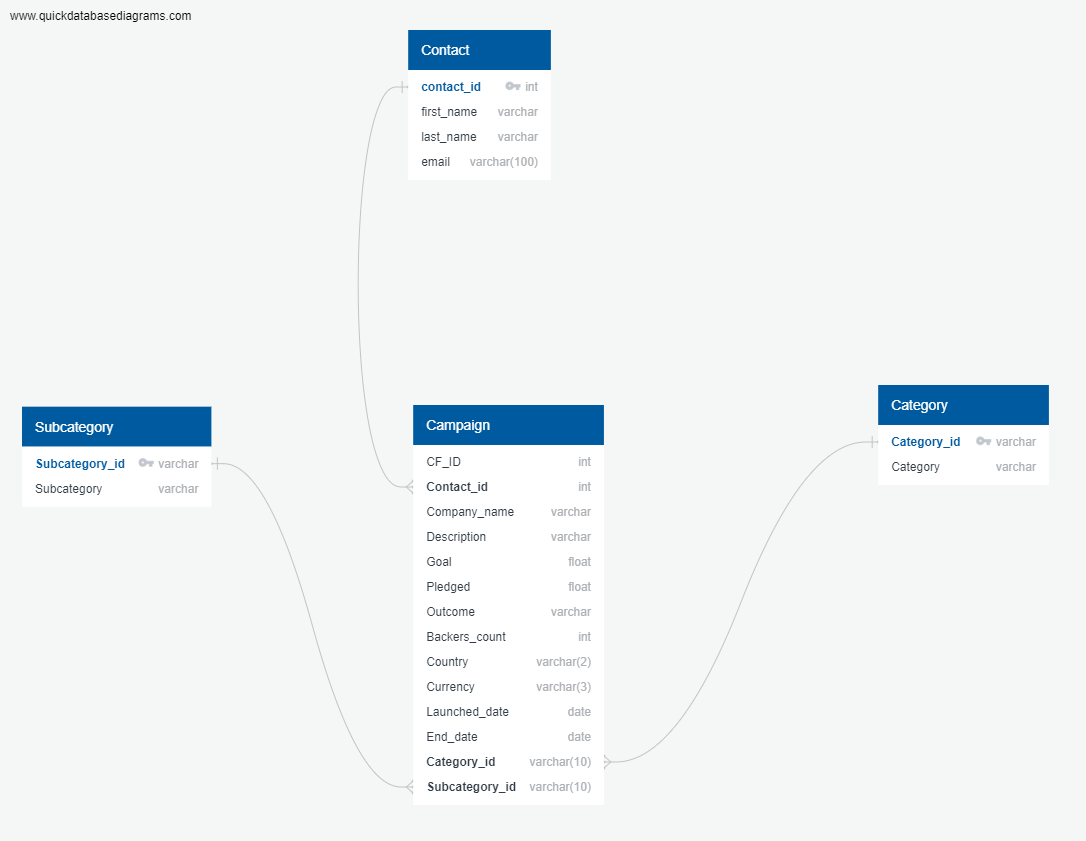 www.quickdatabasediagrams.com
Contact
contact_id int
first_name varchar
last_name varchar
email varchar(100)
Subcategory
Subcategory_id varchar
Subcategory varchar
Campaign
CF_ID int
Contact_id int
Company_name varchar
Description varchar
Goal float
Pledged float
Outcome varchar
Backers_count int
Country varchar(2)
Currency varchar(3)
Launched_date date
End_date date
Category_id varchar(10)
Subcategory_id varchar(10)
Category
Category_id varchar
Category varchar